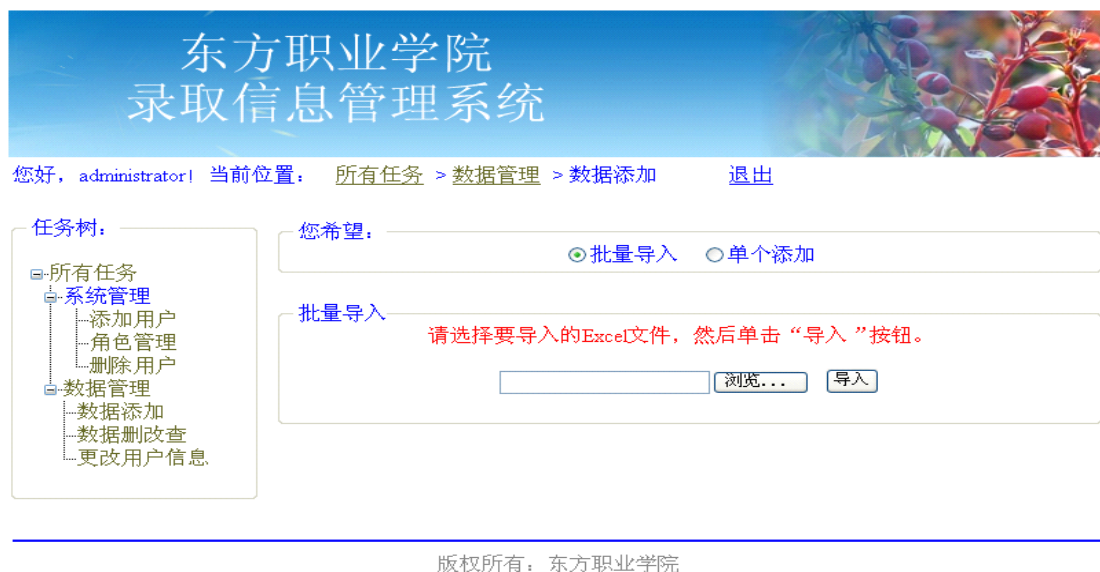 东方职业学院
录取信息管理系统
您好，administrator! 当前位置： 所有任务 > 数据管理 > 数据添加 退出
任务树：
所有任务
系统管理
添加用户
角色管理
删除用户
数据管理
数据添加
数据删改查
更改用户信息
您希望：
批量导入 单个添加
批量导入
请选择要导入的Excel文件，然后单击“导入”按钮。
浏览... 导入
版权所有：东方职业学院